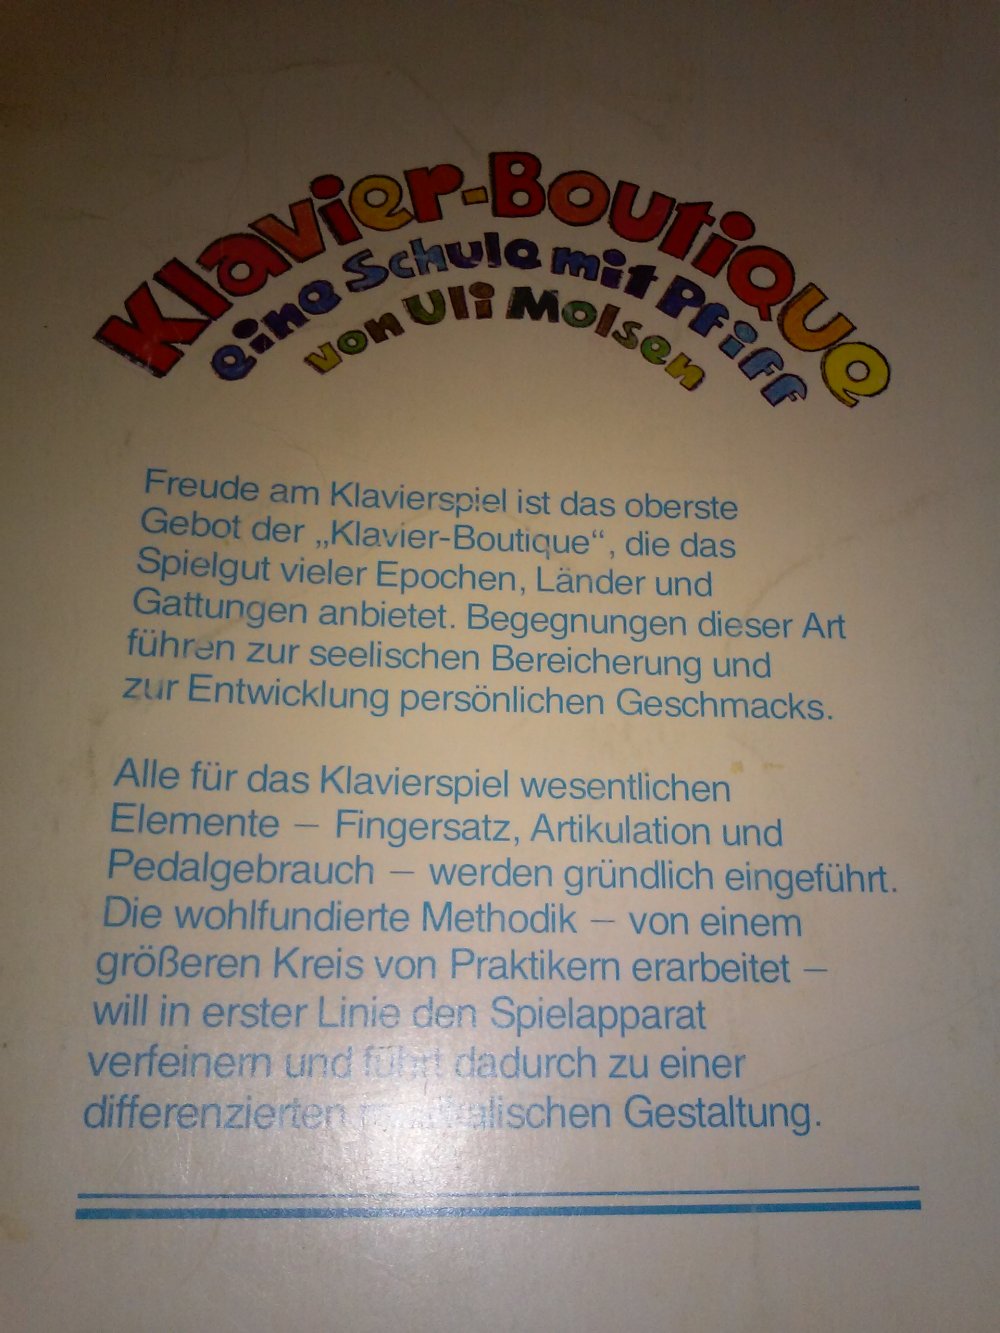 Klavier-Boutique
eine Schule mit Pfiff
von Uli Molsen
Freude am Klavierspiel ist das oberste
Gebot der „Klavier-Boutique“, die das
Spielgut vieler Epochen, Länder und
Gattungen anbietet. Begegnungen dieser Art
führen zur seelischen Bereicherung und
zur Entwicklung persönlichen Geschmacks.
Alle für das Klavierspiel wesentlichen
Elemente – Fingersatz, Artikulation und
Pedalgebrauch – werden gründlich eingeführt.
Die wohlfundierte Methodik – von einem
größeren Kreis von Praktikern erarbeitet –
will in erster Linie den Spielapparat
verfeinern und führt dadurch zu einer
differenzierten musikalischen Gestaltung.